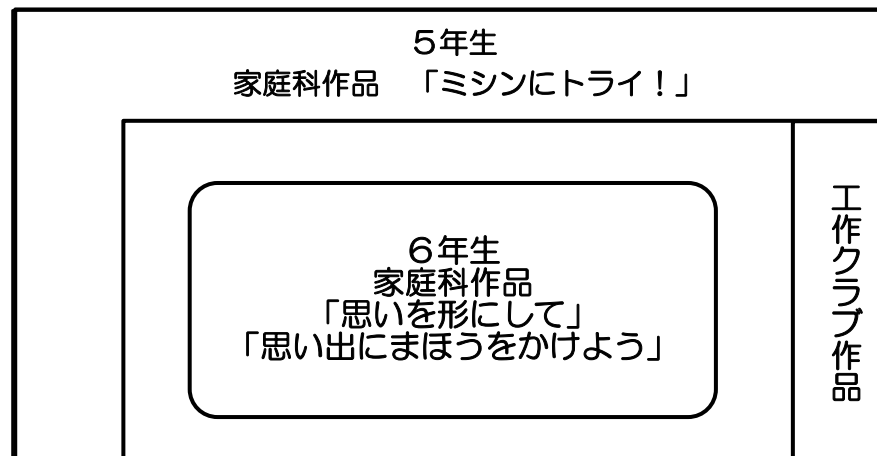 ５年生
家庭科作品　「ミシンにトライ！」
６年生
家庭科作品
「思いを形にして」
「思い出にまほうをかけよう」
工作クラブ作品